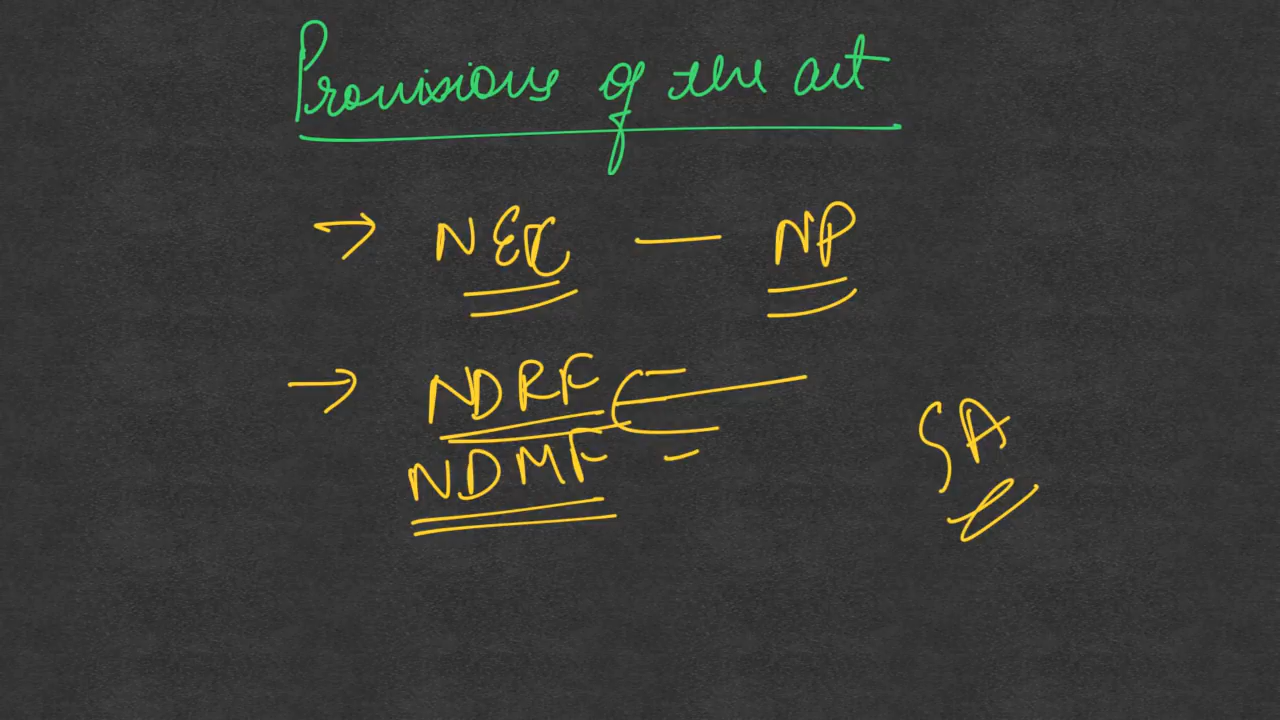 Provisions of the act
→ NEC — NP
→ NDRF
NDMF -
SA